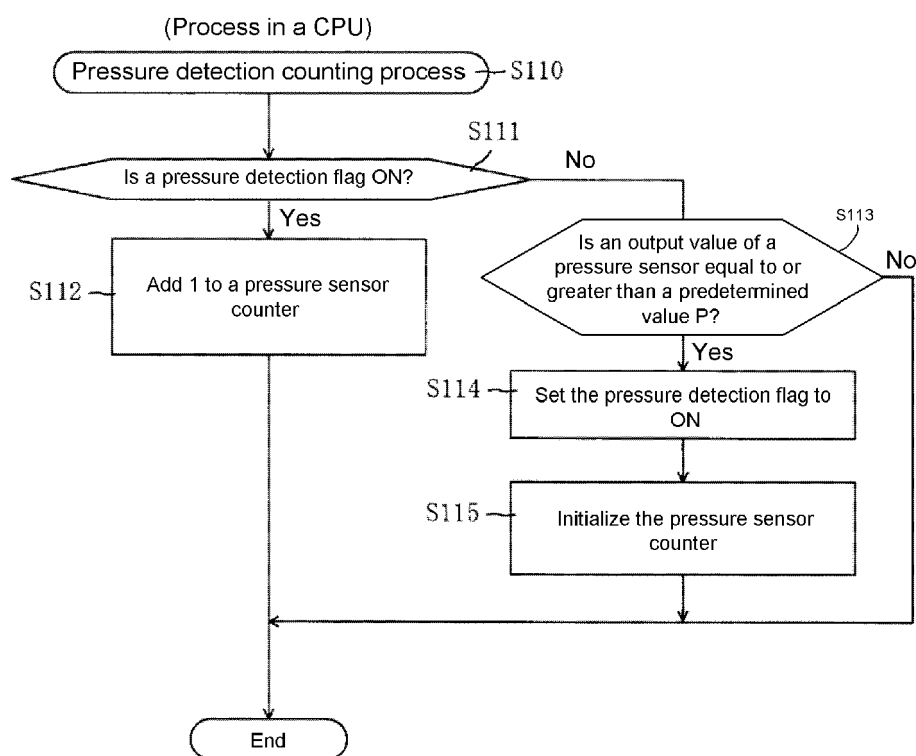 (Process in a CPU)
Pressure detection counting process
S110
S111
Is a pressure detection flag ON?
No
Yes
S113
Is an output value of a
pressure sensor equal to or
greater than a predetermined
value P?
No
S112
Add 1 to a pressure sensor
counter
Yes
S114
Set the pressure detection flag to
ON
S115
Initialize the pressure sensor
counter
End